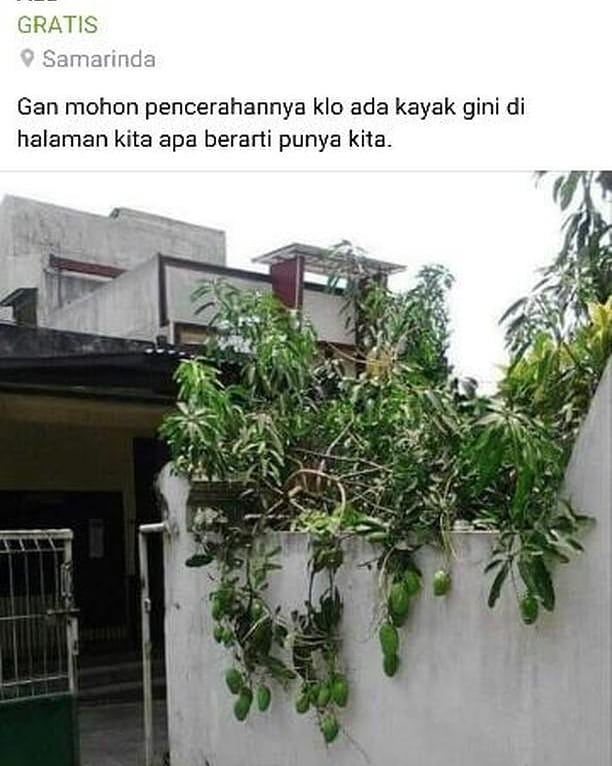 GRATIS
Samarinda
Gan mohon pencerahannya klo ada kayak gini di
halaman kita apa berarti punya kita.